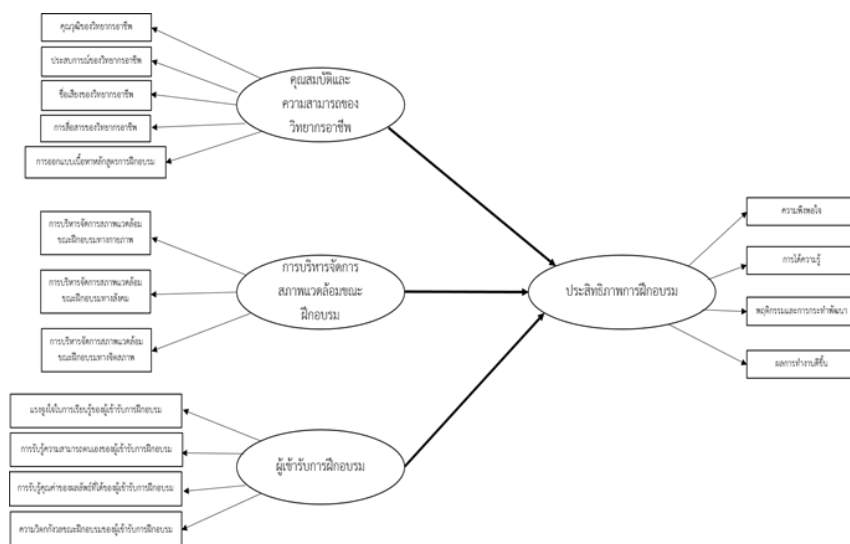 คุณวุฒิของวิทยากรอาชีพ
ประสบการณ์ของวิทยากรอาชีพ
ชื่อเสียงของวิทยากรอาชีพ
การสื่อสารของวิทยากรอาชีพ
การออกแบบเนื้อหาหลักสูตรการฝึกอบรม
คุณสมบัติและ
ความสามารถของ
วิทยากรอาชีพ
การบริหารจัดการสภาพแวดล้อม
ขณะฝึกอบรมทางกายภาพ
การบริหารจัดการสภาพแวดล้อม
ขณะฝึกอบรมทางสังคม
การบริหารจัดการสภาพแวดล้อม
ขณะฝึกอบรมทางจิตสภาพ
การบริหารจัดการ
สภาพแวดล้อมขณะ
ฝึกอบรม
แรงจูงใจในการเรียนรู้ของผู้เข้ารับการฝึกอบรม
การรับรู้ความสามารถตนเองของผู้เข้ารับการฝึกอบรม
การรับรู้คุณค่าของผลลัพธ์ที่ได้ของผู้เข้ารับการฝึกอบรม
ความวิตกกังวลขณะฝึกอบรมของผู้เข้ารับการฝึกอบรม
ผู้เข้ารับการฝึกอบรม
ประสิทธิภาพการฝึกอบรม
ความพึงพอใจ
การได้ความรู้
พฤติกรรมและการกระทำพัฒนา
ผลการทำงานดีขึ้น